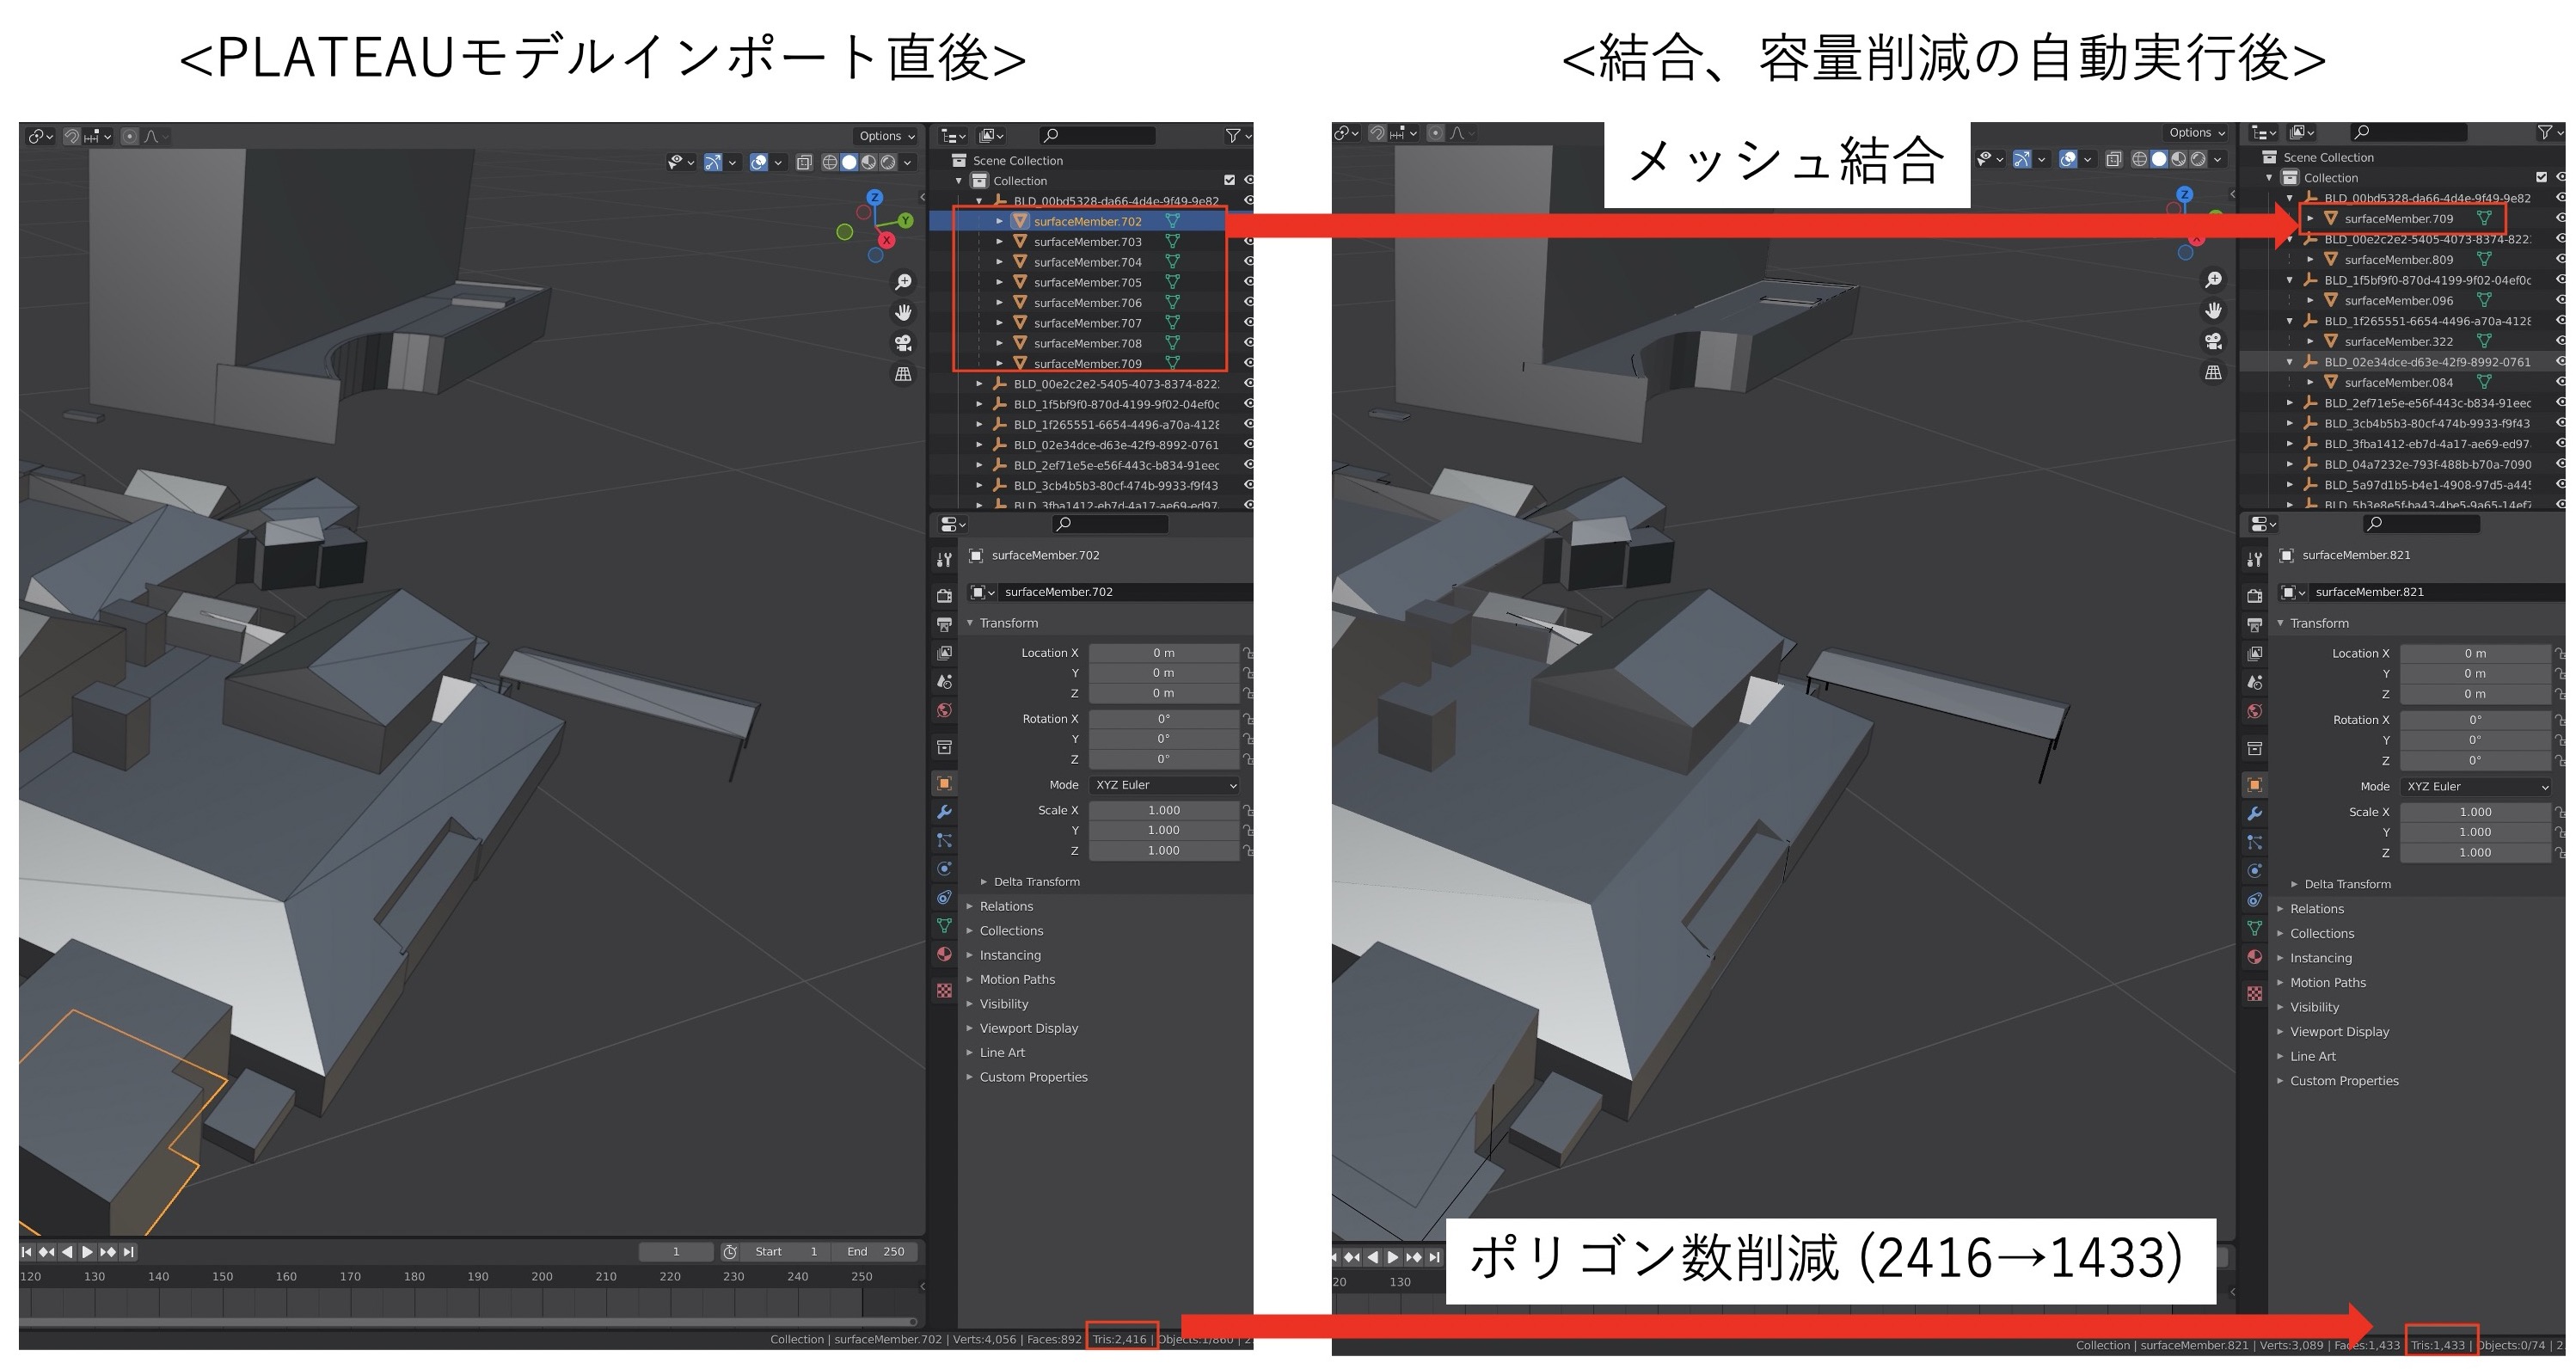 <PLATEAUモデルインポート直後>
<結合、容量削減の自動実行後>
Options
Scene Collection
Collection
BLD_00bd5328-da66-4d4e-9f49-9e82
surfaceMember.702
surfaceMember.703
surfaceMember.704
surfaceMember.705
surfaceMember.706
surfaceMember.707
surfaceMember.708
surfaceMember.709
BLD_00e2c2e2-5405-4073-8374-822
BLD_1f5bf9f0-870d-4199-9f02-04ef0c
BLD_1f265551-6654-4496-a70a-4128
BLD_02e34dce-d63e-42f9-8992-0761
BLD_2ef71e5e-e56f-443c-b834-91eec
BLD_3cb4b5b3-80cf-474b-9933-f9f43
BLD_3fba1412-eb7d-4a17-ae69-ed97
Z
Y
X
surfaceMember.702
surfaceMember.702
Transform
Location X 0 m
Y 0 m
Z 0 m
Rotation X 0°
Y 0°
Z 0°
Mode XYZ Euler
Scale X 1.000
Y 1.000
Z 1.000
Delta Transform
Relations
Collections
Instancing
Motion Paths
Visibility
Viewport Display
Line Art
Custom Properties
1 Start 1 End 250
120 130 140 150 160 170 180 190 200 210 220 230 240 250
Collection | surfaceMember.702 | Verts:4,056 | Faces:892 | Tris:2,416 | Objects:1/860 | 2
メッシュ結合
Options
Scene Collection
Collection
BLD_00bd5328-da66-4d4e-9f49-9e82
surfaceMember.709
BLD_00e2c2e2-5405-4073-8374-822
surfaceMember.809
BLD_1f5bf9f0-870d-4199-9f02-04ef0c
surfaceMember.096
BLD_1f265551-6654-4496-a70a-4128
surfaceMember.322
BLD_02e34dce-d63e-42f9-8992-0761
surfaceMember.084
BLD_2ef71e5e-e56f-443c-b834-91eec
BLD_3cb4b5b3-80cf-474b-9933-f9f43
BLD_3fba1412-eb7d-4a17-ae69-ed97
BLD_04a7232e-793f-488b-b70a-7090
BLD_5a97d1b5-b4e1-4908-97d5-a445
BLD_5b3e8e5f-ba43-4be5-9a65-14ef7
Z
X
surfaceMember.821
surfaceMember.821
Transform
Location X 0 m
Y 0 m
Z 0 m
Rotation X 0°
Y 0°
Z 0°
Mode XYZ Euler
Scale X 1.000
Y 1.000
Z 1.000
Delta Transform
Relations
Collections
Instancing
Motion Paths
Visibility
Viewport Display
Line Art
Custom Properties
ポリゴン数削減 (2416→1433)
20 130
Collection | surfaceMember.821 | Verts:3,089 | Faces:1,433 | Tris:1,433 | Objects:0/74 | 2